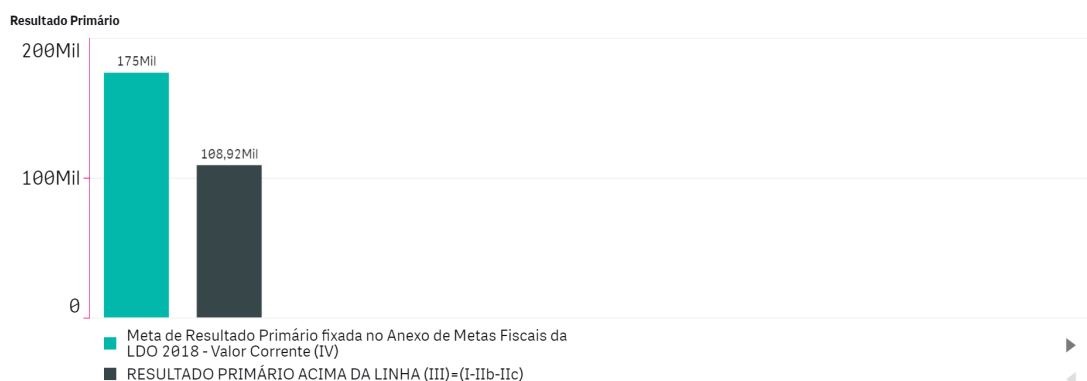 Resultado Primário
200Mil
175Mil
108,92Mil
100Mil
0
Meta de Resultado Primário fixada no Anexo de Metas Fiscais da
LDO 2018 - Valor Corrente (IV)
RESULTADO PRIMÁRIO ACIMA DA LINHA (III)=(I-IIb-IIc)